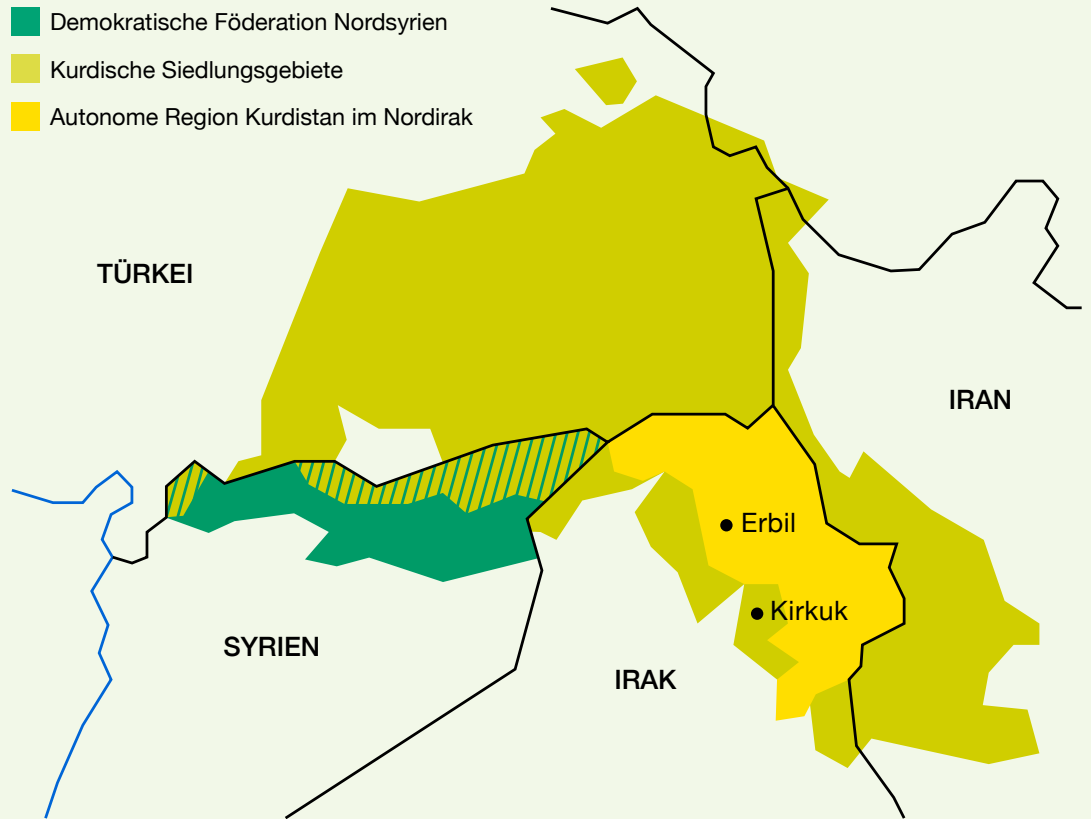 Demokratische Föderation Nordsyrien
Kurdische Siedlungsgebiete
Autonome Region Kurdistan im Nordirak
TÜRKEI
IRAN
Erbil
Kirkuk
SYRIEN
IRAK